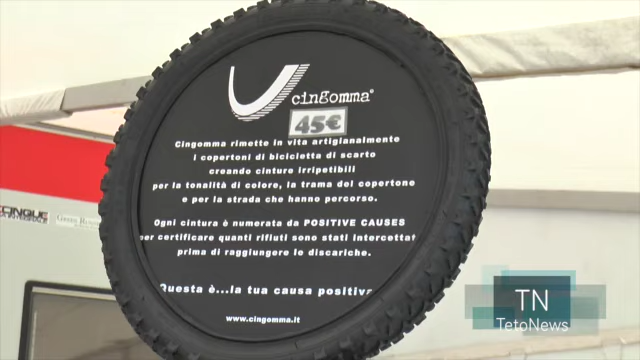 cingomma®
45€
Cingomma rimette in vita artigianalmente
i copertoni di bicicletta di scarto
creando cinture irripetibili
per la tonalità di colore, la trama del copertone
e per la strada che hanno percorso.
Ogni cintura è numerata da POSITIVE CAUSES
per certificare quanti rifiuti sono stati intercettat
prima di raggiungere le discariche.
Questa è...la tua causa positiva
www.cingomma.it
CINQUE
TN
TetoNews